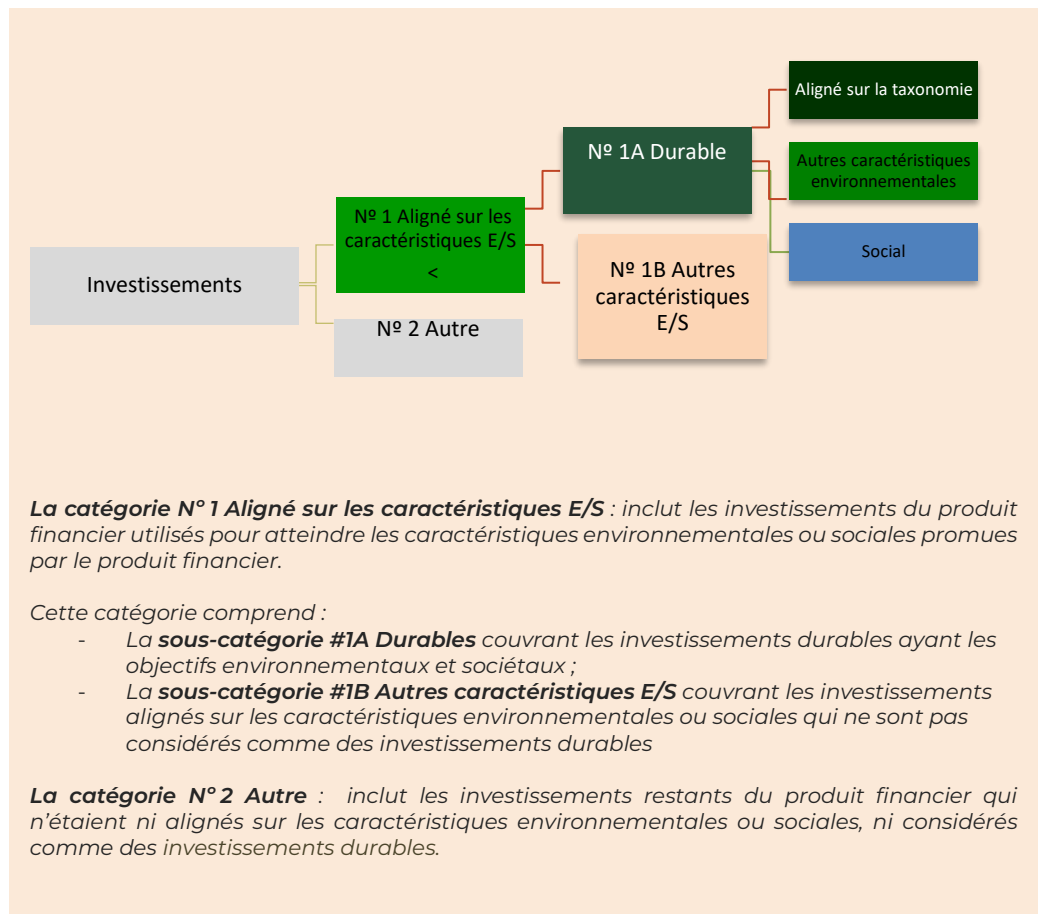 Aligné sur la taxonomie
Nº 1A Durable
Autres caractéristiques
environnementales
Nº 1 Aligné sur les
caractéristiques E/S
<
Social
Investissements
Nº 1B Autres
caractéristiques
E/S
Nº 2 Autre
La catégorie Nº 1 Aligné sur les caractéristiques E/S : inclut les investissements du produit
financier utilisés pour atteindre les caractéristiques environnementales ou sociales promues
par le produit financier.
Cette catégorie comprend :
- La sous-catégorie #1A Durables couvrant les investissements durables ayant les
objectifs environnementaux et sociétaux ;
- La sous-catégorie #1B Autres caractéristiques E/S couvrant les investissements
alignés sur les caractéristiques environnementales ou sociales qui ne sont pas
considérés comme des investissements durables
La catégorie Nº 2 Autre : inclut les investissements restants du produit financier qui
n’étaient ni alignés sur les caractéristiques environnementales ou sociales, ni considérés
comme des investissements durables.